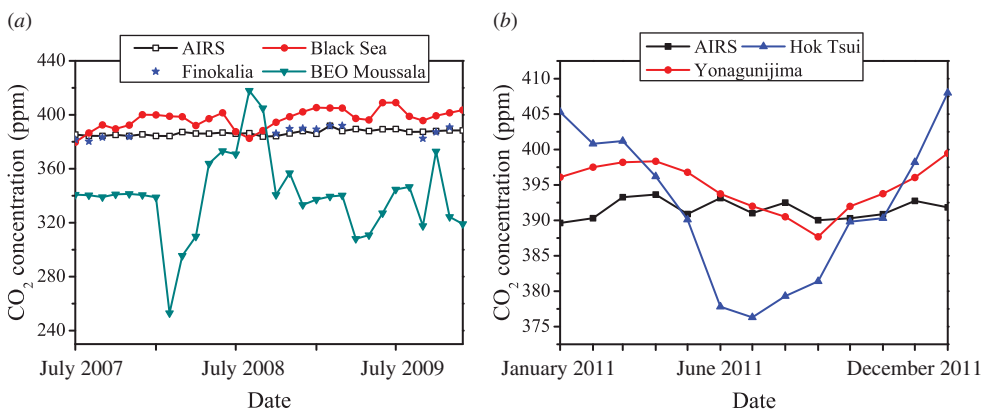 (a)
AIRS Black Sea
Finokalia BEO Moussala
CO2 concentration (ppm)
440
400
360
320
280
240
July 2007 July 2008 July 2009
Date
(b)
AIRS Hok Tsui
Yonagunijima
CO2 concentration (ppm)
410
405
400
395
390
385
380
375
January 2011 June 2011 December 2011
Date